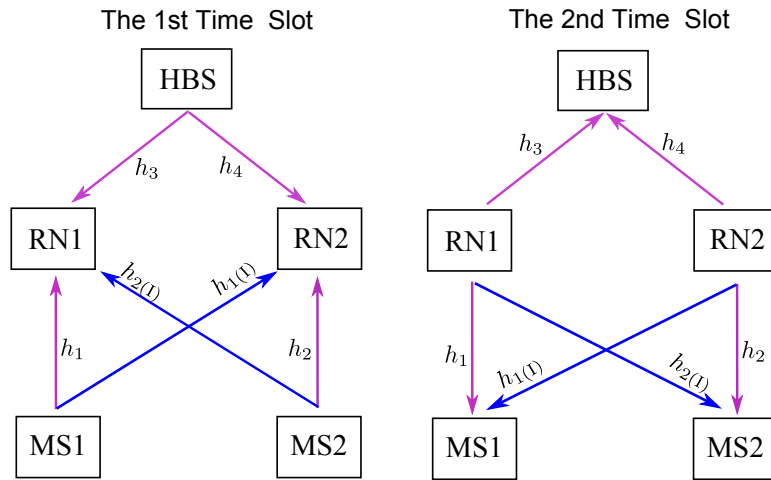 The 1st Time Slot
HBS
h₃
h₄
RN1
RN2
h₂₍I₎
h₁₍I₎
h₁
h₂
MS1
MS2
The 2nd Time Slot
HBS
h₃
h₄
RN1
RN2
h₁
h₁₍I₎
h₂₍I₎
h₂
MS1
MS2